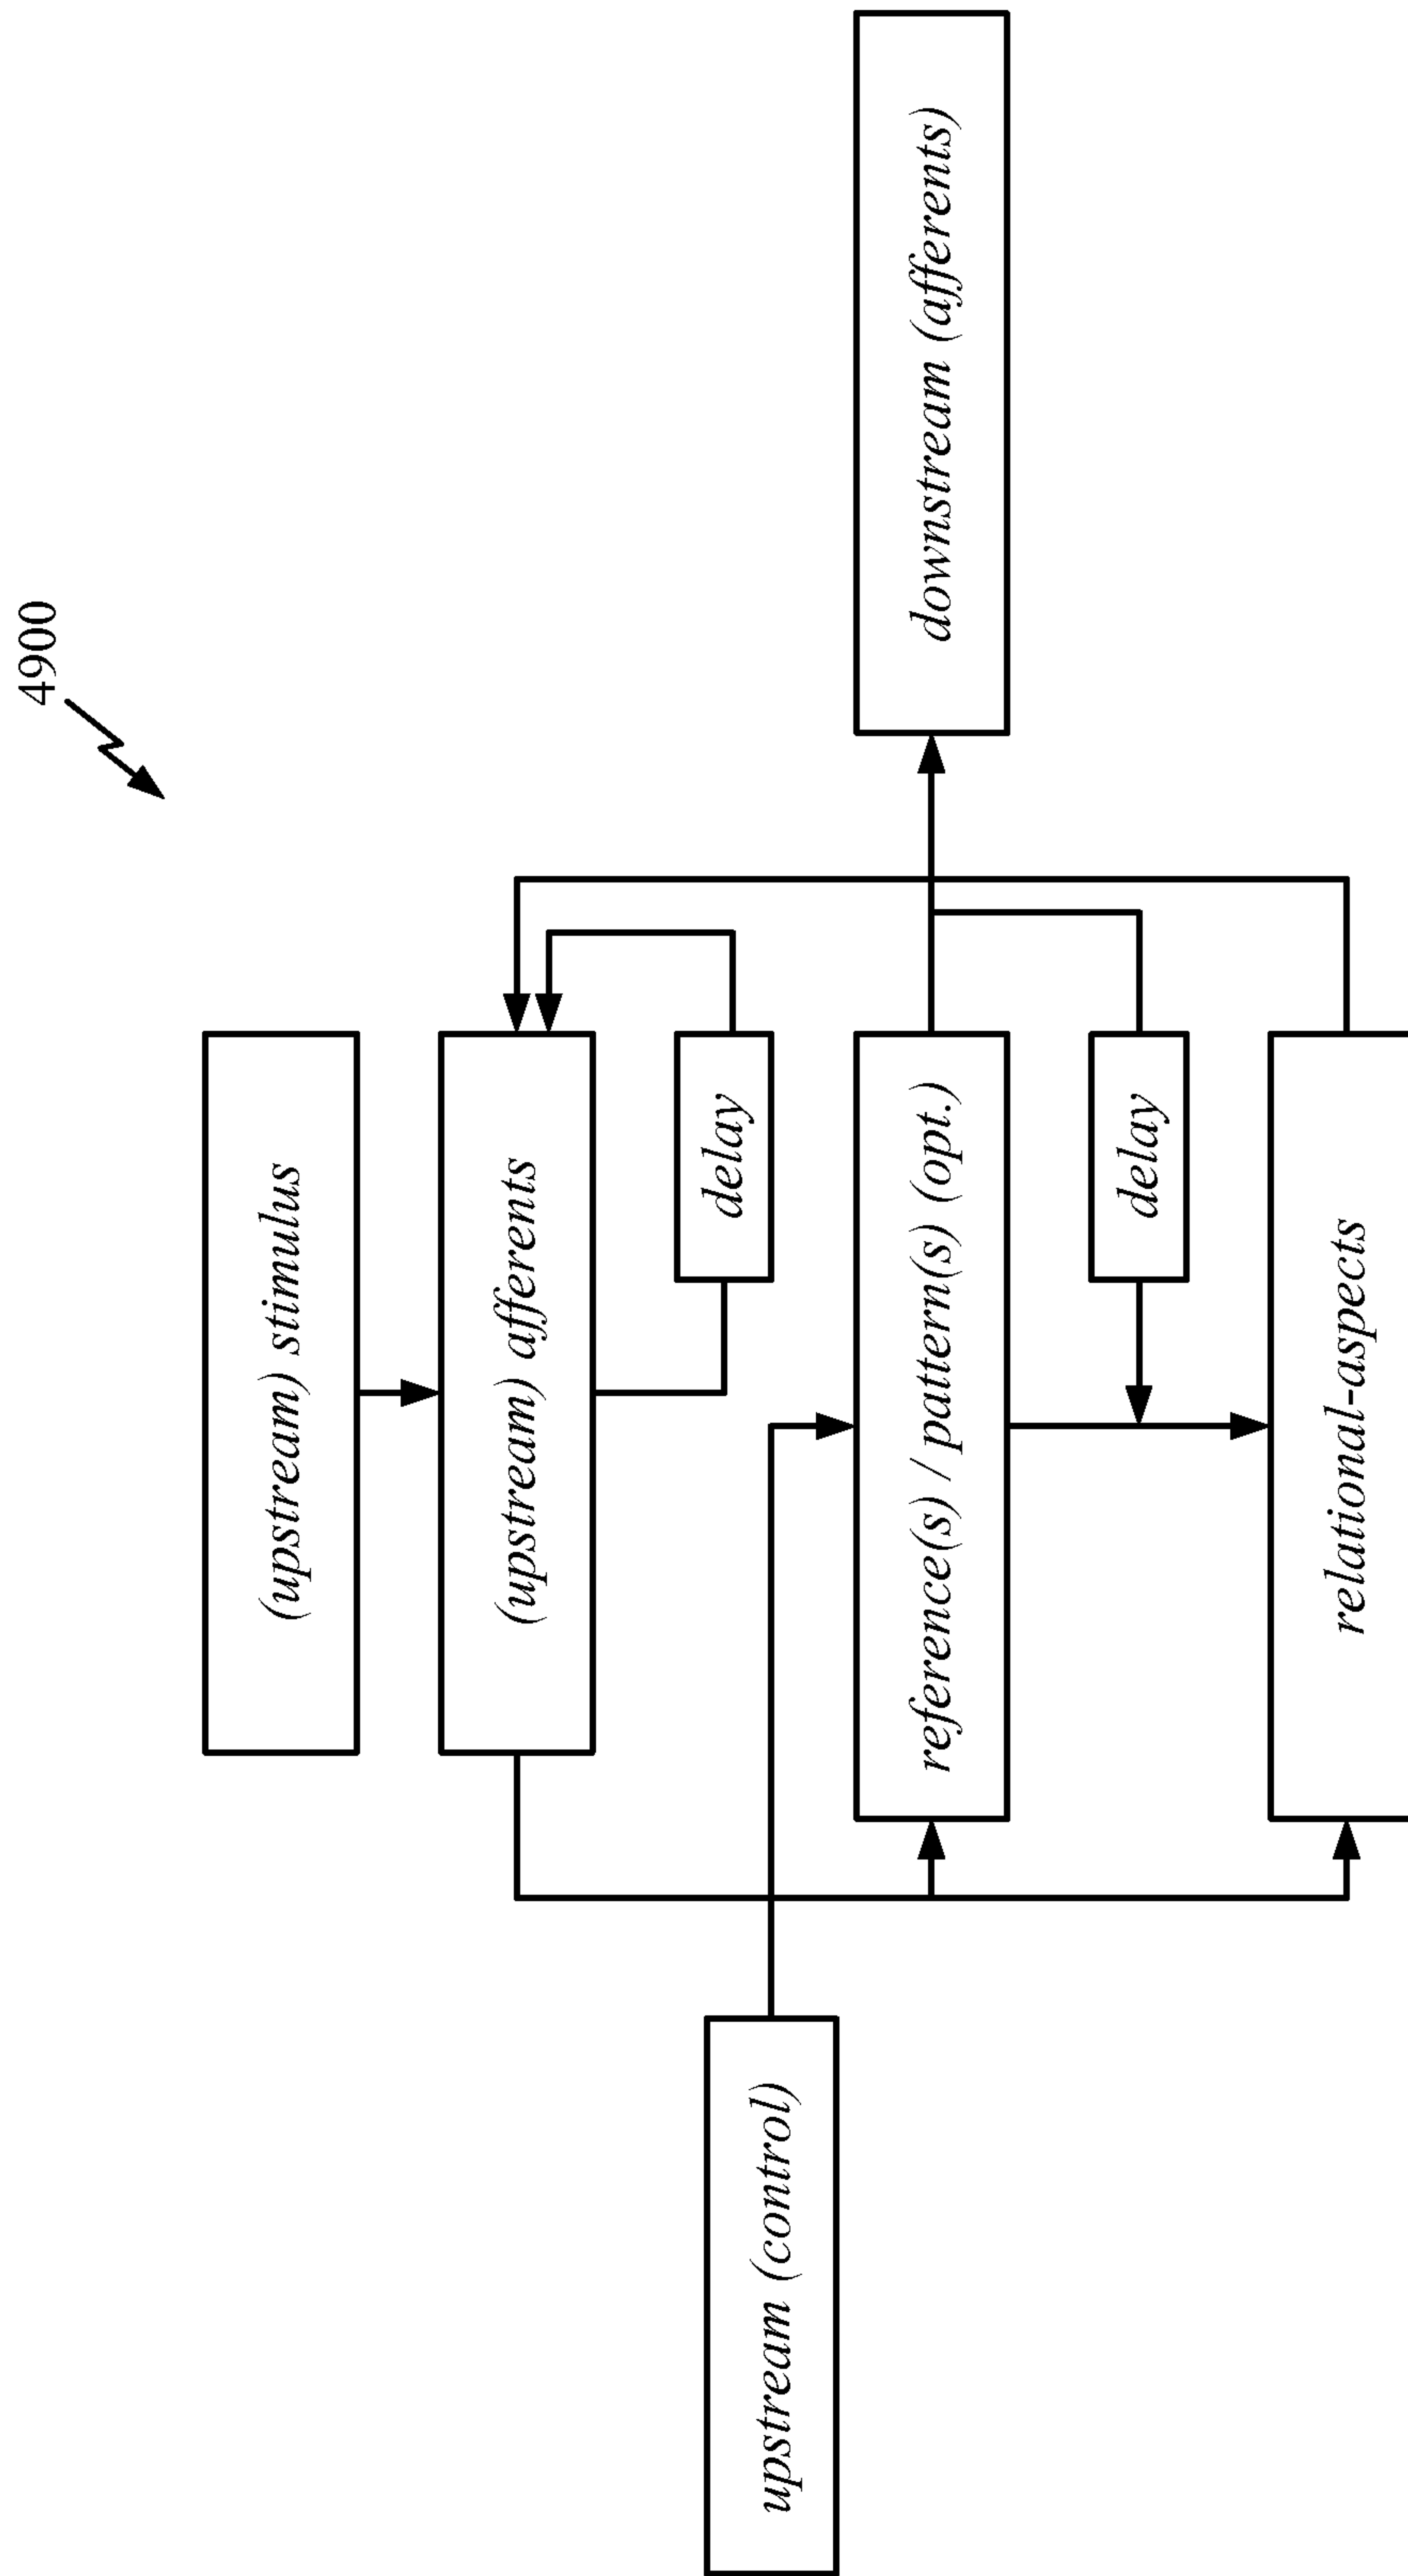 4900
(upstream) stimulus
(upstream) afferents
delay
upstream (control)
reference(s) / pattern(s) (opt.)
downstream (afferents)
delay
relational-aspects